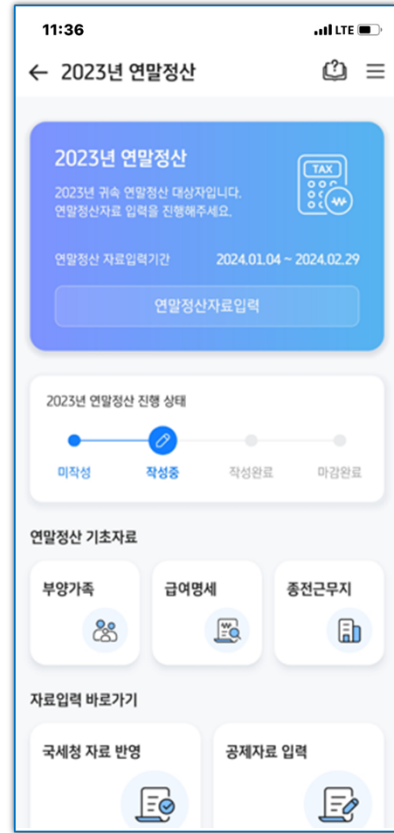 11:36
LTE
2023년 연말정산
2023년 연말정산
TAX
2023년 귀속 연말정산 대상자입니다.
연말정산자료 입력을 진행해주세요.
연말정산 자료입력기간 2024.01.04 ~ 2024.02.29
연말정산자료입력
2023년 연말정산 진행 상태
미작성 작성중 작성완료 마감완료
연말정산 기초자료
부양가족 급여명세 종전근무지
자료입력 바로가기
국세청 자료 반영 공제자료 입력